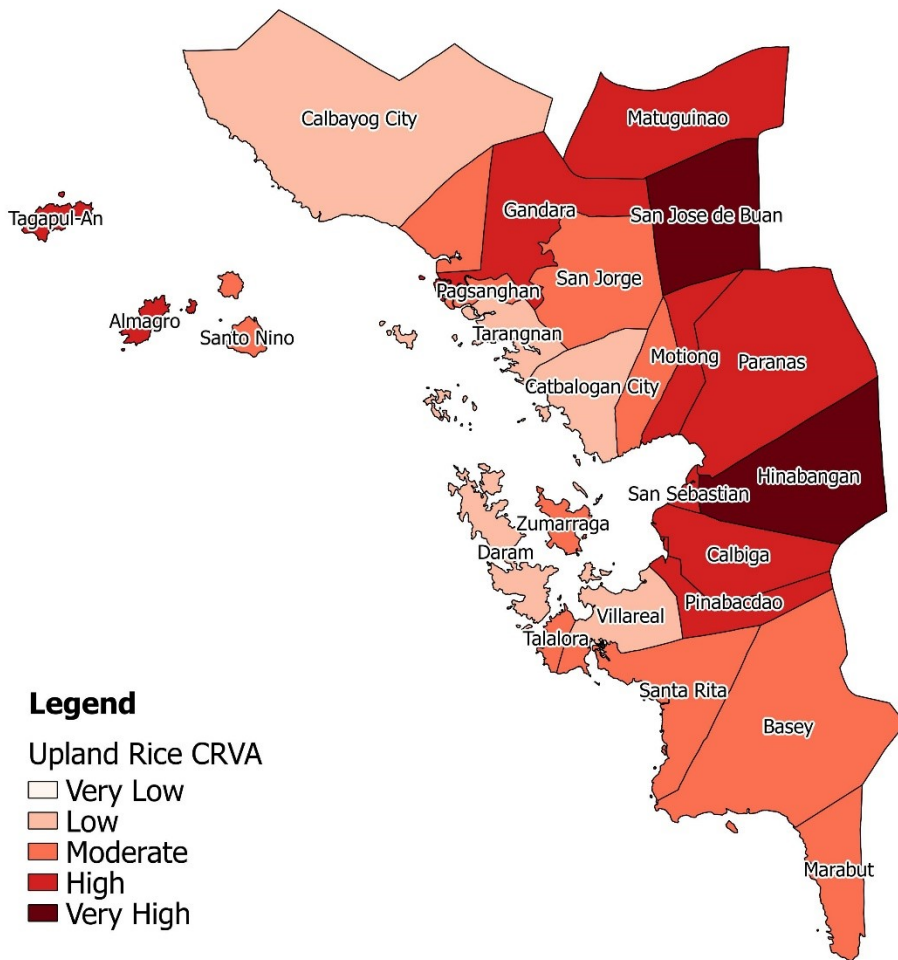 Calbayog City
Matuguinao
Tagapul-An
Gandara
San Jose de Buan
San Jorge
Pagsanghan
Almagro
Santo Nino
Tarangnan
Motiong
Paranas
Catbalogan City
Hinabangan
San Sebastian
Zumarraga
Daram
Calbiga
Pinabacdao
Villareal
Talalora
Santa Rita
Basey
Marabut
Legend
Upland Rice CRVA
Very Low
Low
Moderate
High
Very High